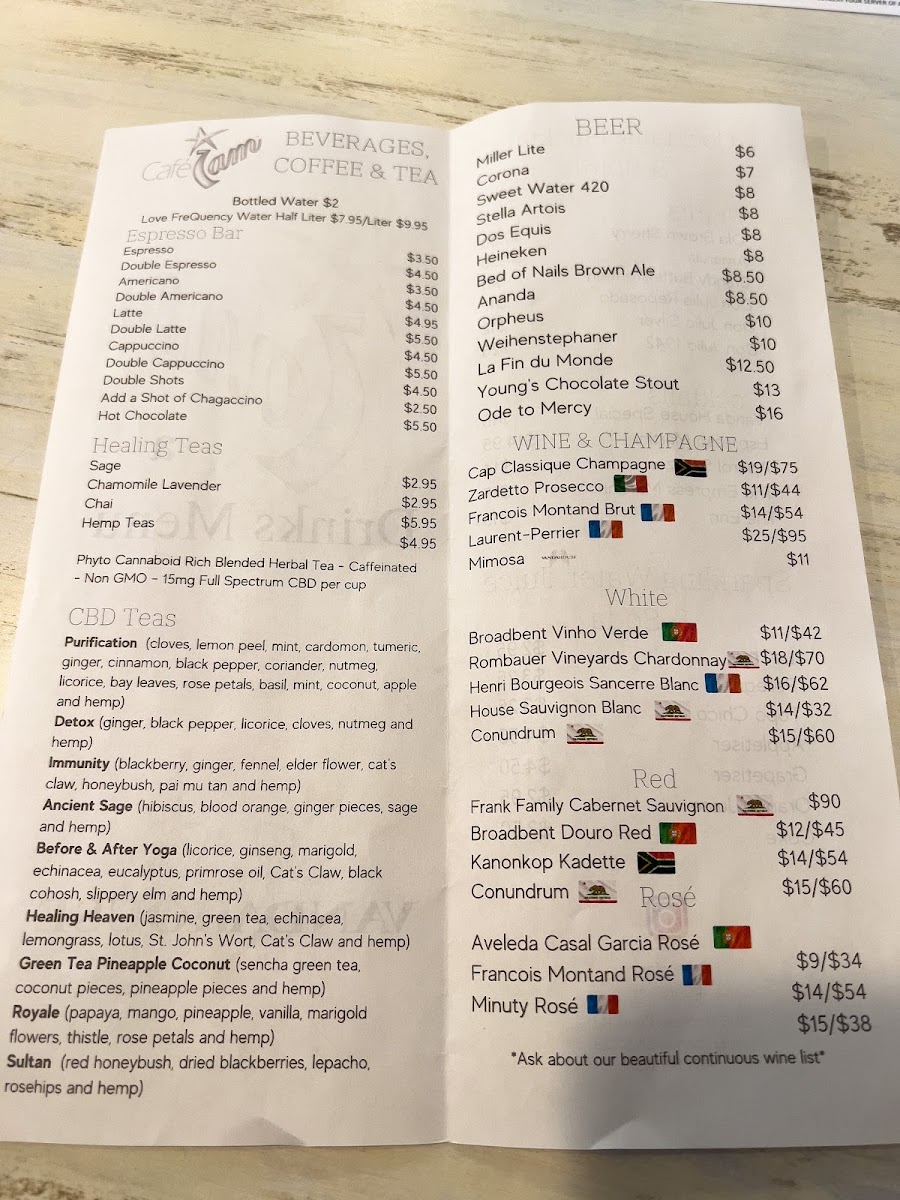 YOUR SERVER OF
Café Jam
BEVERAGES,
COFFEE & TEA
Bottled Water $2
Love FreQuency Water Half Liter $7.95/Liter $9.95
Espresso Bar
Espresso $3.50
Double Espresso $4.50
Americano $3.50
Double Americano $4.50
Latte $4.95
Double Latte $5.50
Cappuccino $4.50
Double Cappuccino $5.50
Double Shots $4.50
Add a Shot of Chagaccino $2.50
Hot Chocolate $5.50
Healing Teas
Sage $2.95
Chamomile Lavender $2.95
Chai $5.95
Hemp Teas $4.95
Phyto Cannaboid Rich Blended Herbal Tea - Caffeinated
- Non GMO - 15mg Full Spectrum CBD per cup
CBD Teas
Purification (cloves, lemon peel, mint, cardomon, tumeric,
ginger, cinnamon, black pepper, coriander, nutmeg,
licorice, bay leaves, rose petals, basil, mint, coconut, apple
and hemp)
Detox (ginger, black pepper, licorice, cloves, nutmeg and
hemp)
Immunity (blackberry, ginger, fennel, elder flower, cat's
claw, honeybush, pai mu tan and hemp)
Ancient Sage (hibiscus, blood orange, ginger pieces, sage
and hemp)
Before & After Yoga (licorice, ginseng, marigold,
echinacea, eucalyptus, primrose oil, Cat's Claw, black
cohosh, slippery elm and hemp)
Healing Heaven (jasmine, green tea, echinacea,
lemongrass, lotus, St. John's Wort, Cat's Claw and hemp)
Green Tea Pineapple Coconut (sencha green tea,
coconut pieces, pineapple pieces and hemp)
Royale (papaya, mango, pineapple, vanilla, marigold
flowers, thistle, rose petals and hemp)
Sultan (red honeybush, dried blackberries, lepacho,
rosehips and hemp)
BEER
Miller Lite $6
Corona $7
Sweet Water 420 $8
Stella Artois $8
Dos Equis $8
Heineken $8
Bed of Nails Brown Ale $8.50
Ananda $8.50
Orpheus $10
Weihenstephaner $10
La Fin du Monde $12.50
Young's Chocolate Stout $13
Ode to Mercy $16
WINE & CHAMPAGNE
Cap Classique Champagne $19/$75
Zardetto Prosecco $11/$44
Francois Montand Brut $14/$54
Laurent-Perrier $25/$95
Mimosa $11
White
Broadbent Vinho Verde $11/$42
Rombauer Vineyards Chardonnay $18/$70
Henri Bourgeois Sancerre Blanc $16/$62
House Sauvignon Blanc $14/$32
Conundrum $15/$60
Red
Frank Family Cabernet Sauvignon $90
Broadbent Douro Red $12/$45
Kanonkop Kadette $14/$54
Conundrum $15/$60
Rosé
Aveleda Casal Garcia Rosé $9/$34
Francois Montand Rosé $14/$54
Minuty Rosé $15/$38
*Ask about our beautiful continuous wine list*